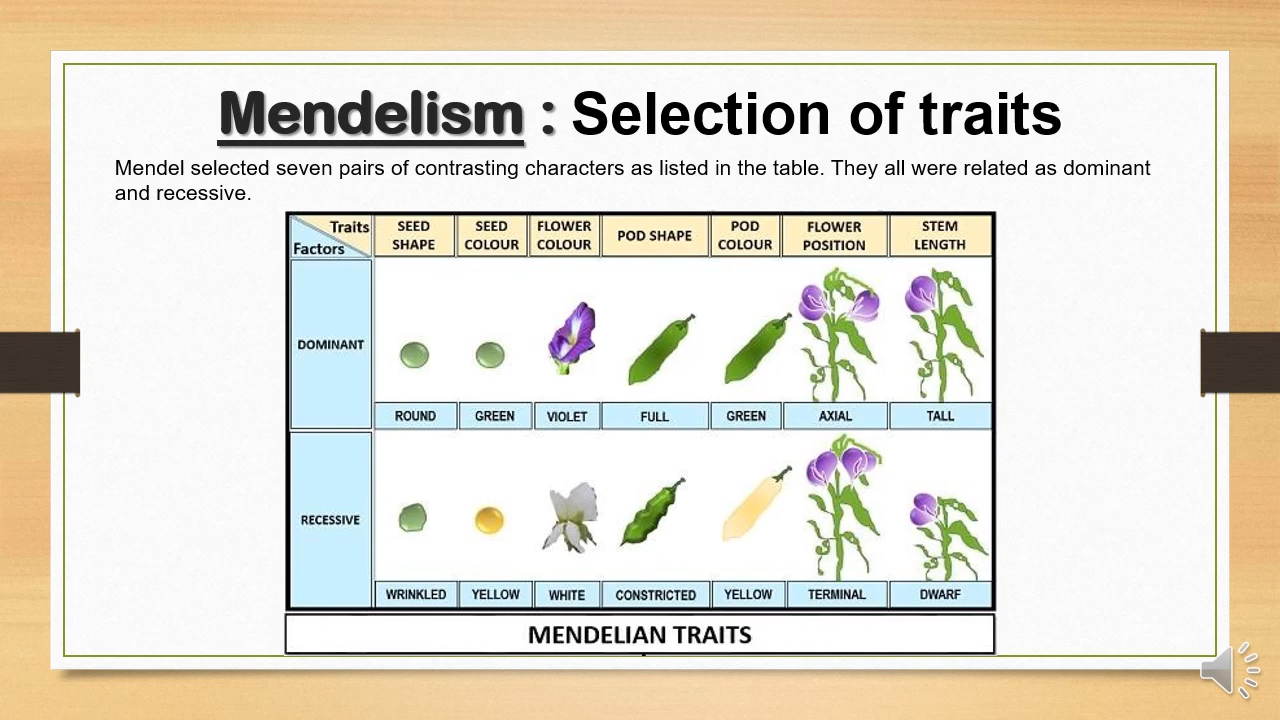 Mendelism : Selection of traits
Mendel selected seven pairs of contrasting characters as listed in the table. They all were related as dominant
and recessive.
Traits
Factors
SEED SHAPE
SEED COLOUR
FLOWER COLOUR
POD SHAPE
POD COLOUR
FLOWER POSITION
STEM LENGTH
DOMINANT
ROUND
GREEN
VIOLET
FULL
GREEN
AXIAL
TALL
RECESSIVE
WRINKLED
YELLOW
WHITE
CONSTRICTED
YELLOW
TERMINAL
DWARF
MENDELIAN TRAITS